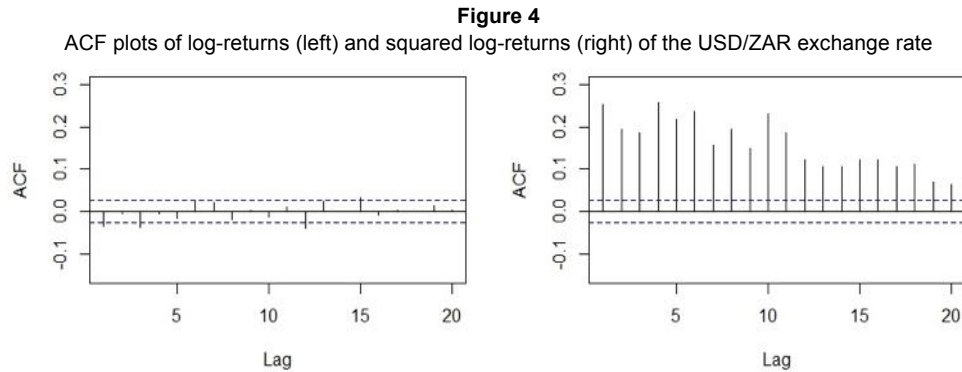 Figure 4
ACF plots of log-returns (left) and squared log-returns (right) of the USD/ZAR exchange rate
ACF
0.3
0.2
0.1
0.0
-0.1
5 10 15 20
Lag
ACF
0.3
0.2
0.1
0.0
-0.1
5 10 15 20
Lag